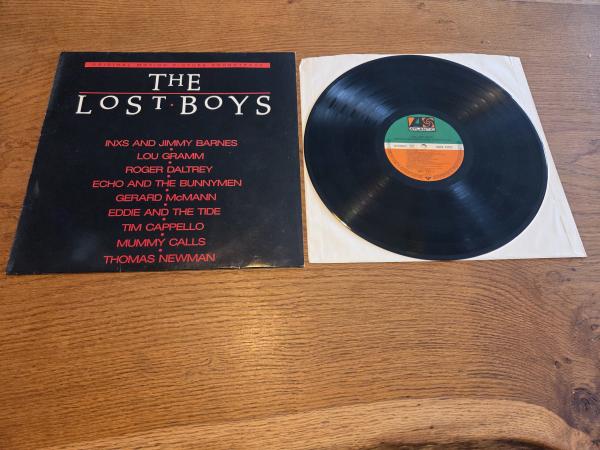 ORIGINAL MOTION PICTURE SOUNDTRACK
THE
LOST BOYS
INXS AND JIMMY BARNES
LOU GRAMM
ROGER DALTREY
ECHO AND THE BUNNYMEN
GERARD McMANN
EDDIE AND THE TIDE
TIM CAPPELLO
MUMMY CALLS
THOMAS NEWMAN
ATLANTIC